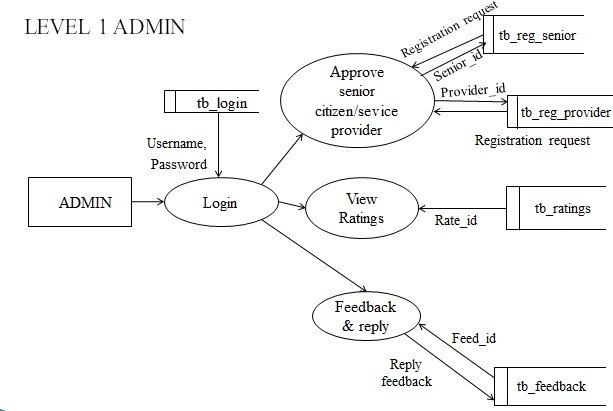 LEVEL 1 ADMIN
Registration request
tb_reg_senior
Senior_id
Approve
senior
citizen/sevice
provider
Provider_id
tb_reg_provider
Registration request
tb_login
Username,
Password
ADMIN
Login
View
Ratings
Rate_id
tb_ratings
Feedback
& reply
Feed_id
Reply
feedback
tb_feedback